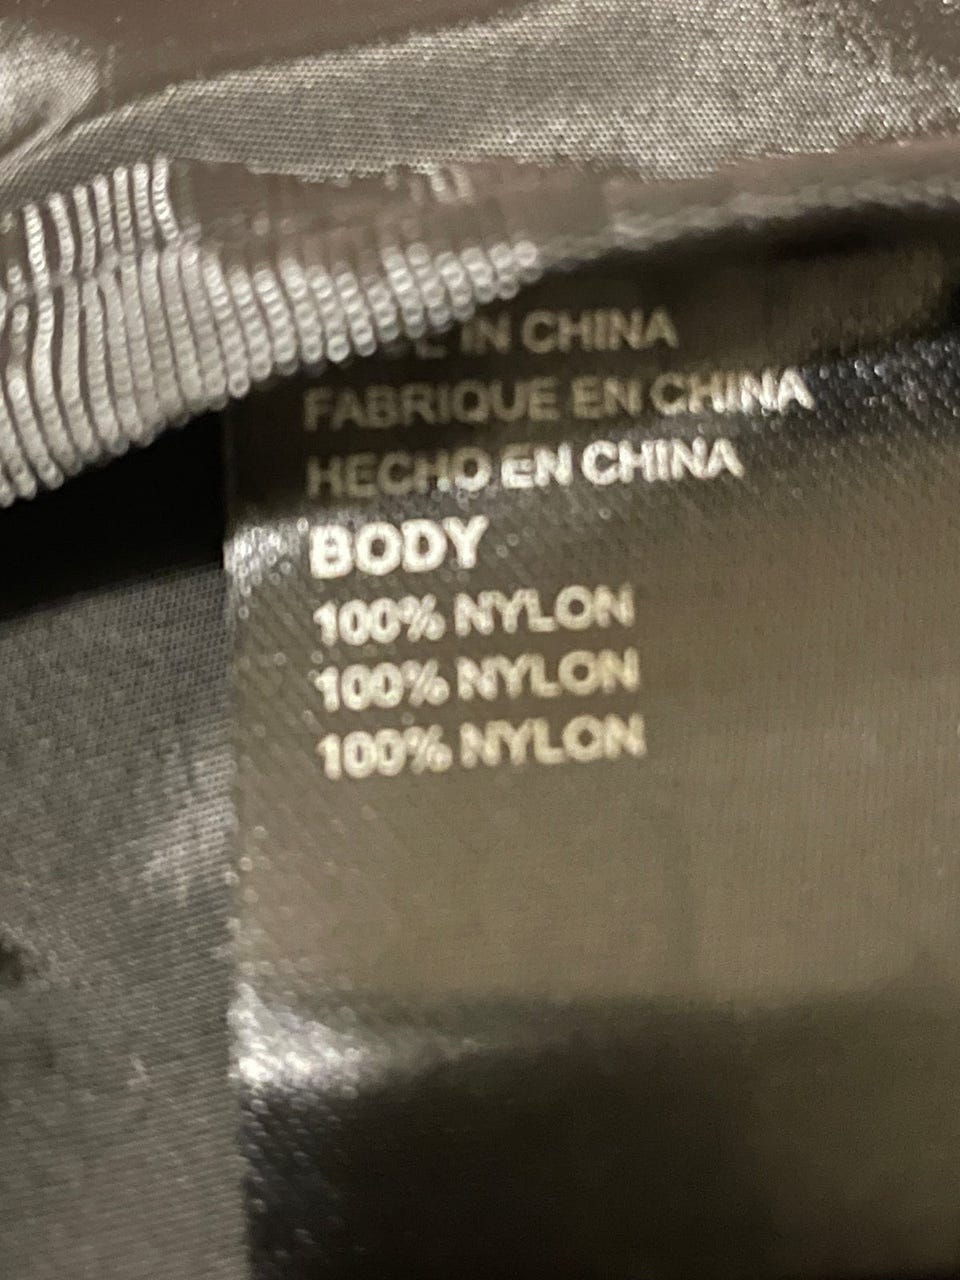 IN CHINA
FABRIQUE EN CHINA
HECHO EN CHINA
BODY
100% NYLON
100% NYLON
100% NYLON